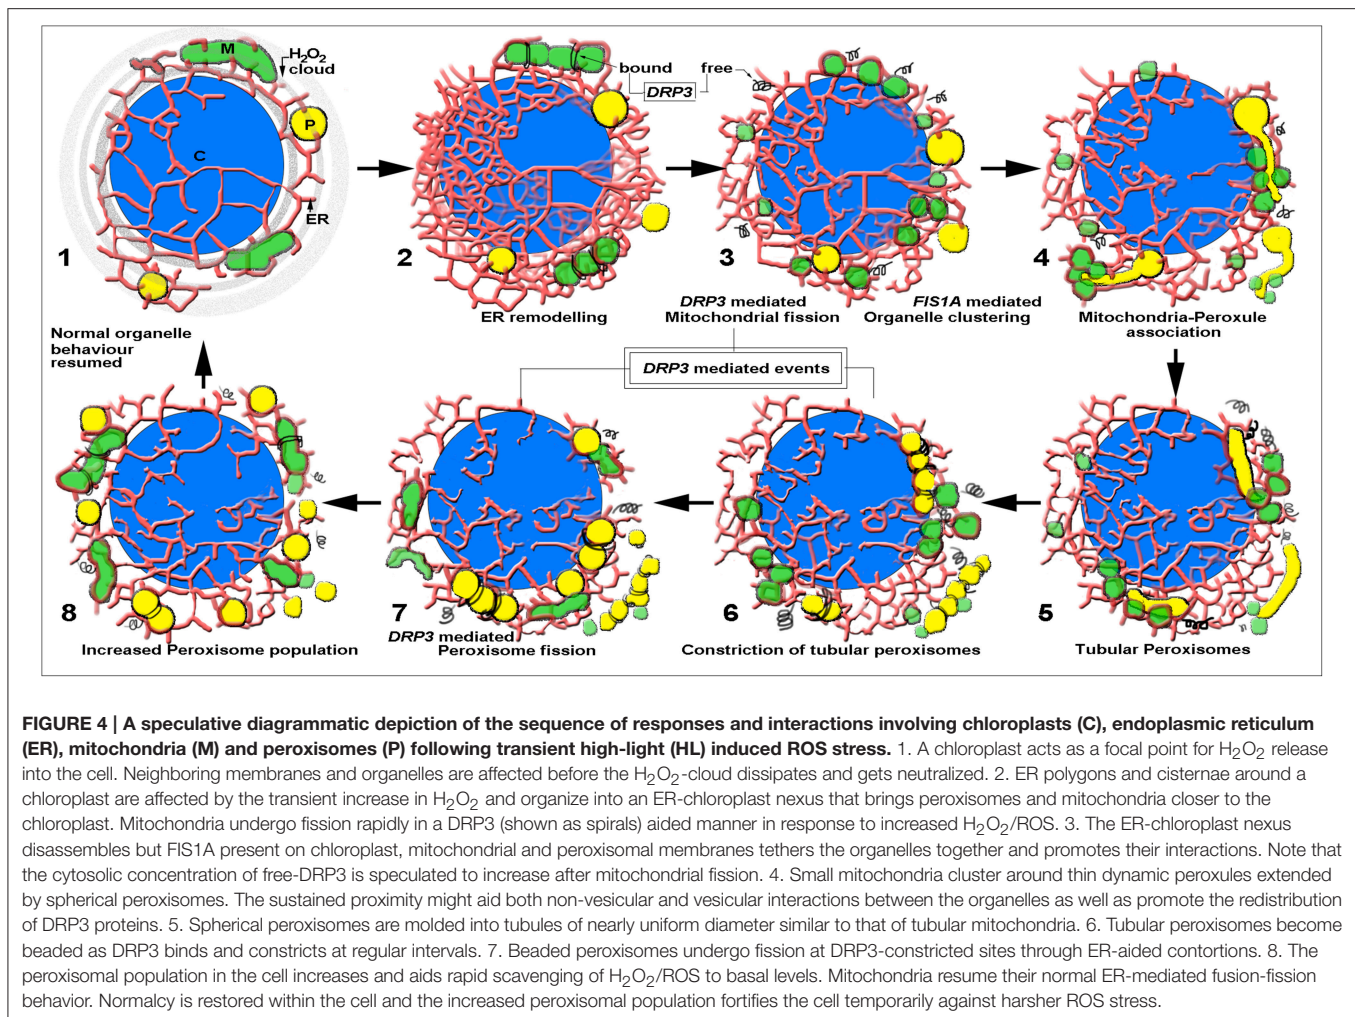 M
H2O2
cloud
P
C
ER
1
bound
free
DRP3
2
ER remodelling
3
DRP3 mediated
Mitochondrial fission
FIS1A mediated
Organelle clustering
4
Mitochondria-Peroxule
association
Normal organelle
behaviour
resumed
DRP3 mediated events
8
Increased Peroxisome population
7
DRP3 mediated
Peroxisome fission
6
Constriction of tubular peroxisomes
5
Tubular Peroxisomes
FIGURE 4 | A speculative diagrammatic depiction of the sequence of responses and interactions involving chloroplasts (C), endoplasmic reticulum
(ER), mitochondria (M) and peroxisomes (P) following transient high-light (HL) induced ROS stress. 1. A chloroplast acts as a focal point for H2O2 release
into the cell. Neighboring membranes and organelles are affected before the H2O2-cloud dissipates and gets neutralized. 2. ER polygons and cisternae around a
chloroplast are affected by the transient increase in H2O2 and organize into an ER-chloroplast nexus that brings peroxisomes and mitochondria closer to the
chloroplast. Mitochondria undergo fission rapidly in a DRP3 (shown as spirals) aided manner in response to increased H2O2/ROS. 3. The ER-chloroplast nexus
disassembles but FIS1A present on chloroplast, mitochondrial and peroxisomal membranes tethers the organelles together and promotes their interactions. Note that
the cytosolic concentration of free-DRP3 is speculated to increase after mitochondrial fission. 4. Small mitochondria cluster around thin dynamic peroxules extended
by spherical peroxisomes. The sustained proximity might aid both non-vesicular and vesicular interactions between the organelles as well as promote the redistribution
of DRP3 proteins. 5. Spherical peroxisomes are molded into tubules of nearly uniform diameter similar to that of tubular mitochondria. 6. Tubular peroxisomes become
beaded as DRP3 binds and constricts at regular intervals. 7. Beaded peroxisomes undergo fission at DRP3-constricted sites through ER-aided contortions. 8. The
peroxisomal population in the cell increases and aids rapid scavenging of H2O2/ROS to basal levels. Mitochondria resume their normal ER-mediated fusion-fission
behavior. Normalcy is restored within the cell and the increased peroxisomal population fortifies the cell temporarily against harsher ROS stress.